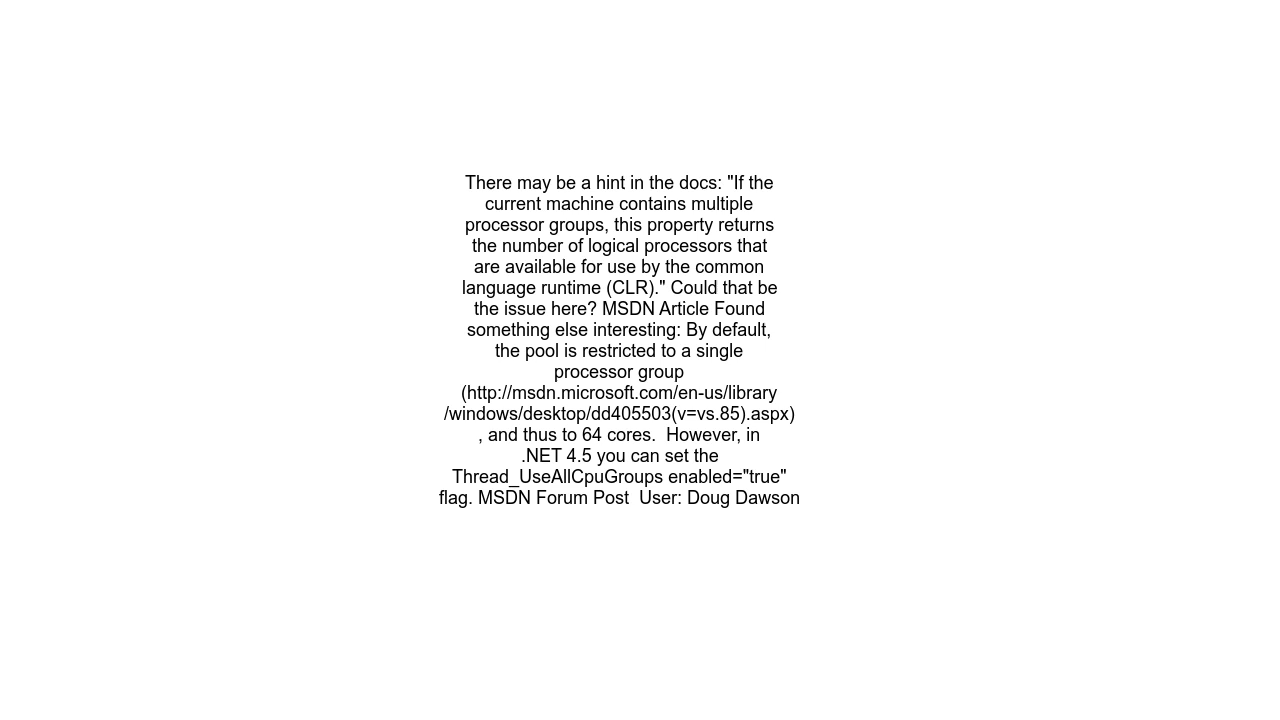 There may be a hint in the docs: "If the
current machine contains multiple
processor groups, this property returns
the number of logical processors that
are available for use by the common
language runtime (CLR)." Could that be
the issue here? MSDN Article Found
something else interesting: By default,
the pool is restricted to a single
processor group
(http://msdn.microsoft.com/en-us/library
/windows/desktop/dd405503(v=vs.85).aspx)
, and thus to 64 cores.  However, in
.NET 4.5 you can set the
Thread_UseAllCpuGroups enabled="true"
flag. MSDN Forum Post  User: Doug Dawson